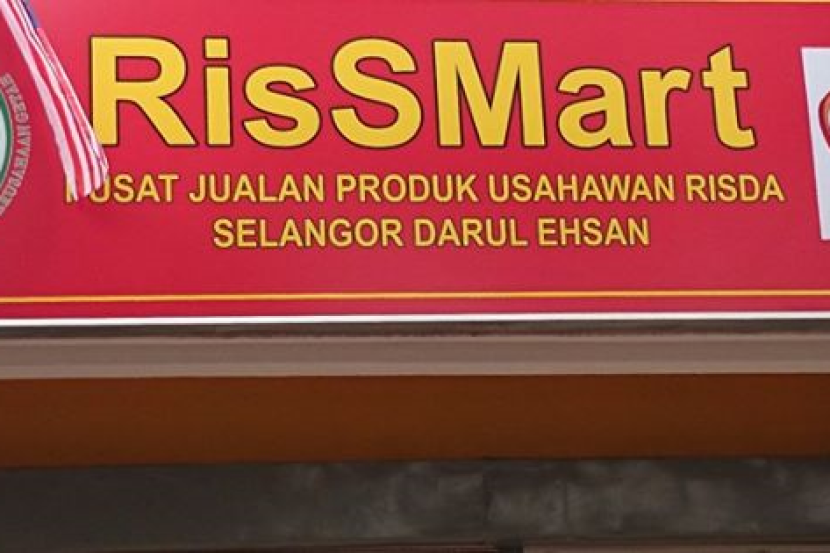 RisSMart
PUSAT JUALAN PRODUK USAHAWAN RISDA
SELANGOR DARUL EHSAN